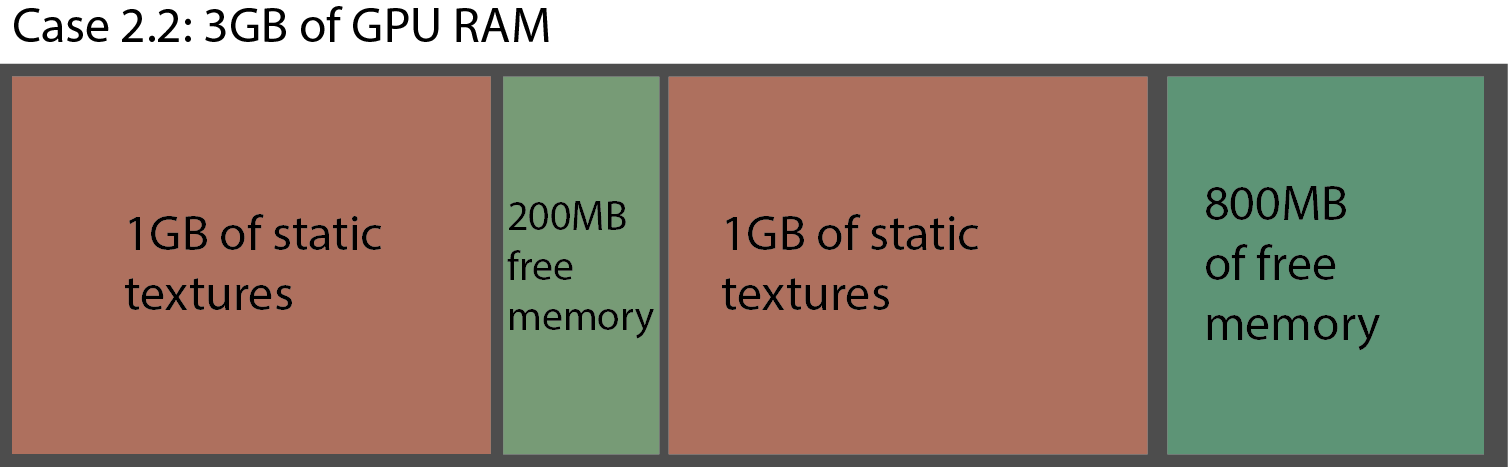 Case 2.2: 3GB of GPU RAM
1GB of static
textures
200MB
free
memory
1GB of static
textures
800MB
of free
memory